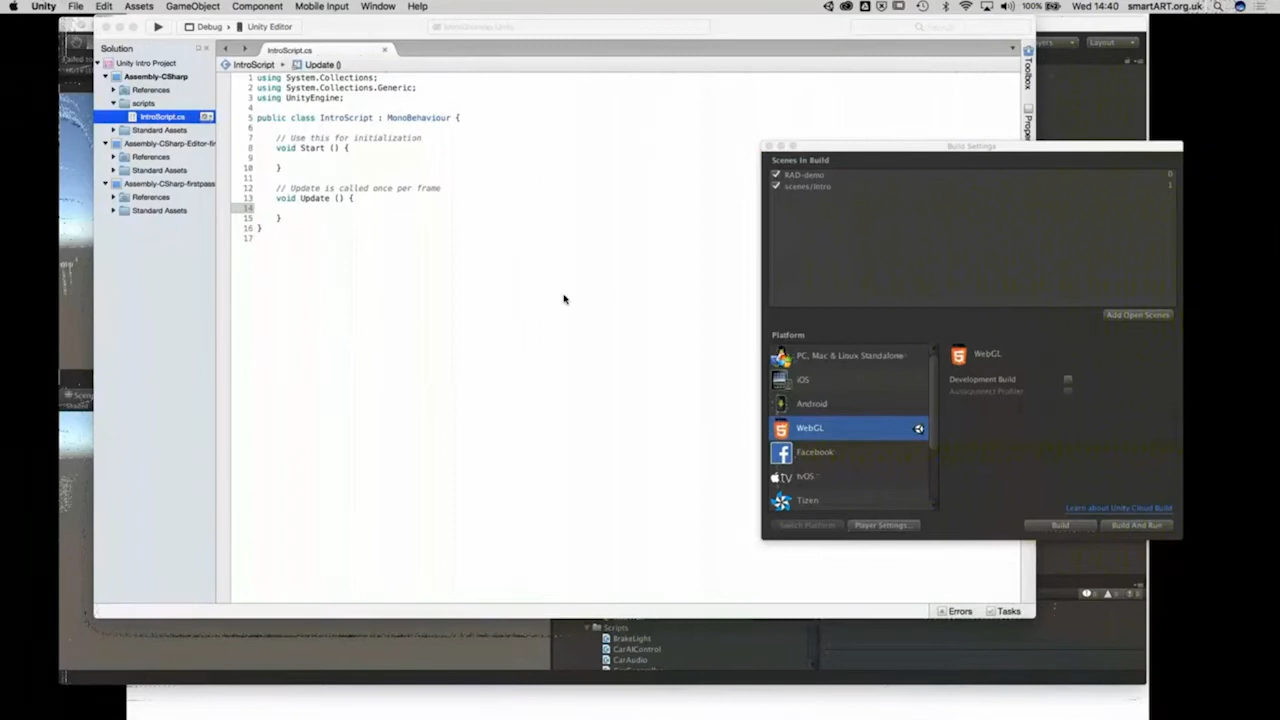 Unity File Edit Assets GameObject Component Mobile Input Window Help 100% Wed 14:40 smartART.org.uk
Debug Unity Editor
Solution
IntroScript.cs
Layout
Unity Intro Project
IntroScript Update ()
Assembly-CSharp
References
scripts
IntroScript.cs
Standard Assets
Assembly-CSharp-Editor-fir
References
Standard Assets
Assembly-CSharp-firstpass
References
Standard Assets
1 using System.Collections;
2 using System.Collections.Generic;
3 using UnityEngine;
4
5 public class IntroScript : MonoBehaviour {
6
7 // Use this for initialization
8 void Start () {
9
10 }
11
12 // Update is called once per frame
13 void Update () {
14
15 }
16 }
17
Toolbox
Build Settings
Scenes In Build
RAD-demo 0
scenes/Intro 1
Add Open Scenes
Platform
PC, Mac & Linux Standalone
iOS
Android
WebGL
Facebook
tvOS
Tizen
WebGL
Development Build
Autoconnect Profiler
Learn about Unity Cloud Build
Switch Platform Player Settings... Build Build And Run
Errors Tasks
Scripts
BrakeLight
CarAIControl
CarAudio